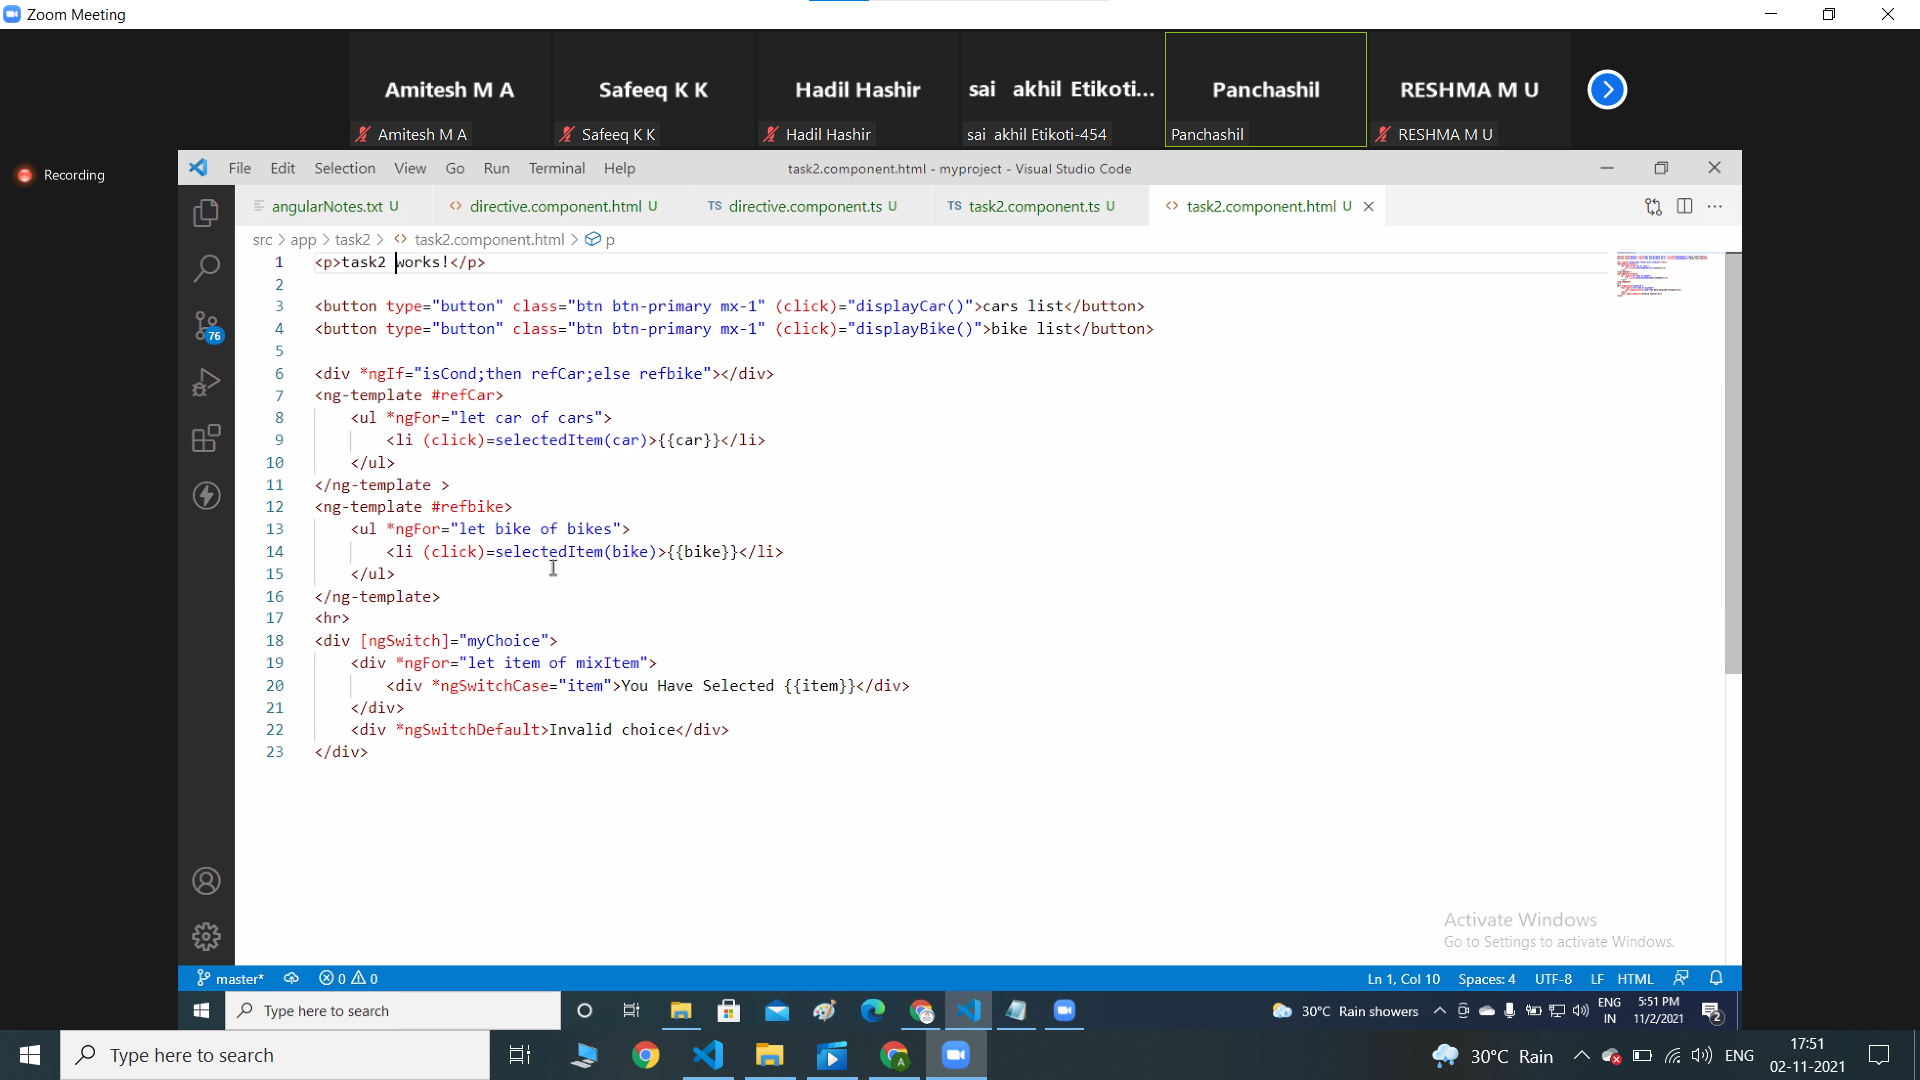 Zoom Meeting
Amitesh M A
Safeeq K K
Hadil Hashir
sai akhil Etikoti...
Panchashil
RESHMA M U
Amitesh M A
Safeeq K K
Hadil Hashir
sai akhil Etikoti-454
Panchashil
RESHMA M U
Recording
File Edit Selection View Go Run Terminal Help
task2.component.html - myproject - Visual Studio Code
angularNotes.txt U
<> directive.component.html U
TS directive.component.ts U
TS task2.component.ts U
<> task2.component.html U
src > app > task2 > <> task2.component.html > p
1 <p>task2 works!</p>
2
3 <button type="button" class="btn btn-primary mx-1" (click)="displayCar()">cars list</button>
4 <button type="button" class="btn btn-primary mx-1" (click)="displayBike()">bike list</button>
5
6 <div *ngIf="isCond;then refCar;else refbike"></div>
7 <ng-template #refCar>
8 <ul *ngFor="let car of cars">
9 <li (click)=selectedItem(car)>{{car}}</li>
10 </ul>
11 </ng-template >
12 <ng-template #refbike>
13 <ul *ngFor="let bike of bikes">
14 <li (click)=selectedItem(bike)>{{bike}}</li>
15 </ul>
16 </ng-template>
17 <hr>
18 <div [ngSwitch]="myChoice">
19 <div *ngFor="let item of mixItem">
20 <div *ngSwitchCase="item">You Have Selected {{item}}</div>
21 </div>
22 <div *ngSwitchDefault>Invalid choice</div>
23 </div>
76
Activate Windows
Go to Settings to activate Windows.
master* 0 0
Ln 1, Col 10 Spaces: 4 UTF-8 LF HTML
Type here to search
30°C Rain showers
ENG
IN
5:51 PM
11/2/2021
2
Type here to search
30°C Rain
ENG
17:51
02-11-2021